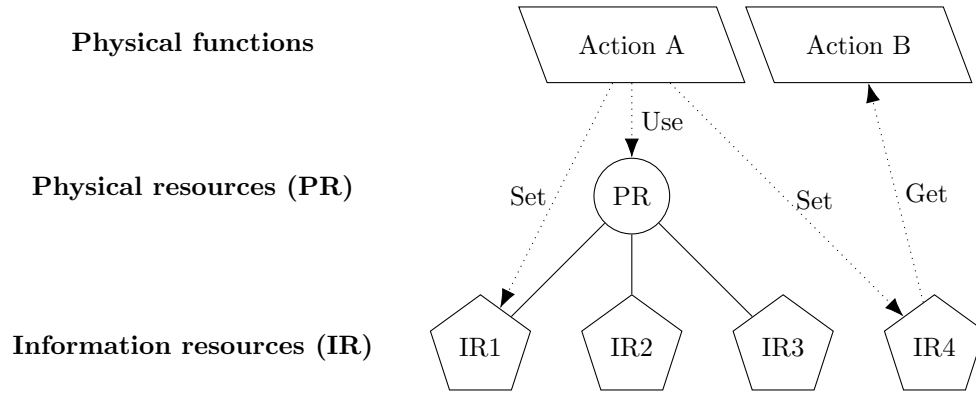 Physical functions
Action A
Action B
Use
Physical resources (PR)
PR
Set
Set
Get
Information resources (IR)
IR1
IR2
IR3
IR4